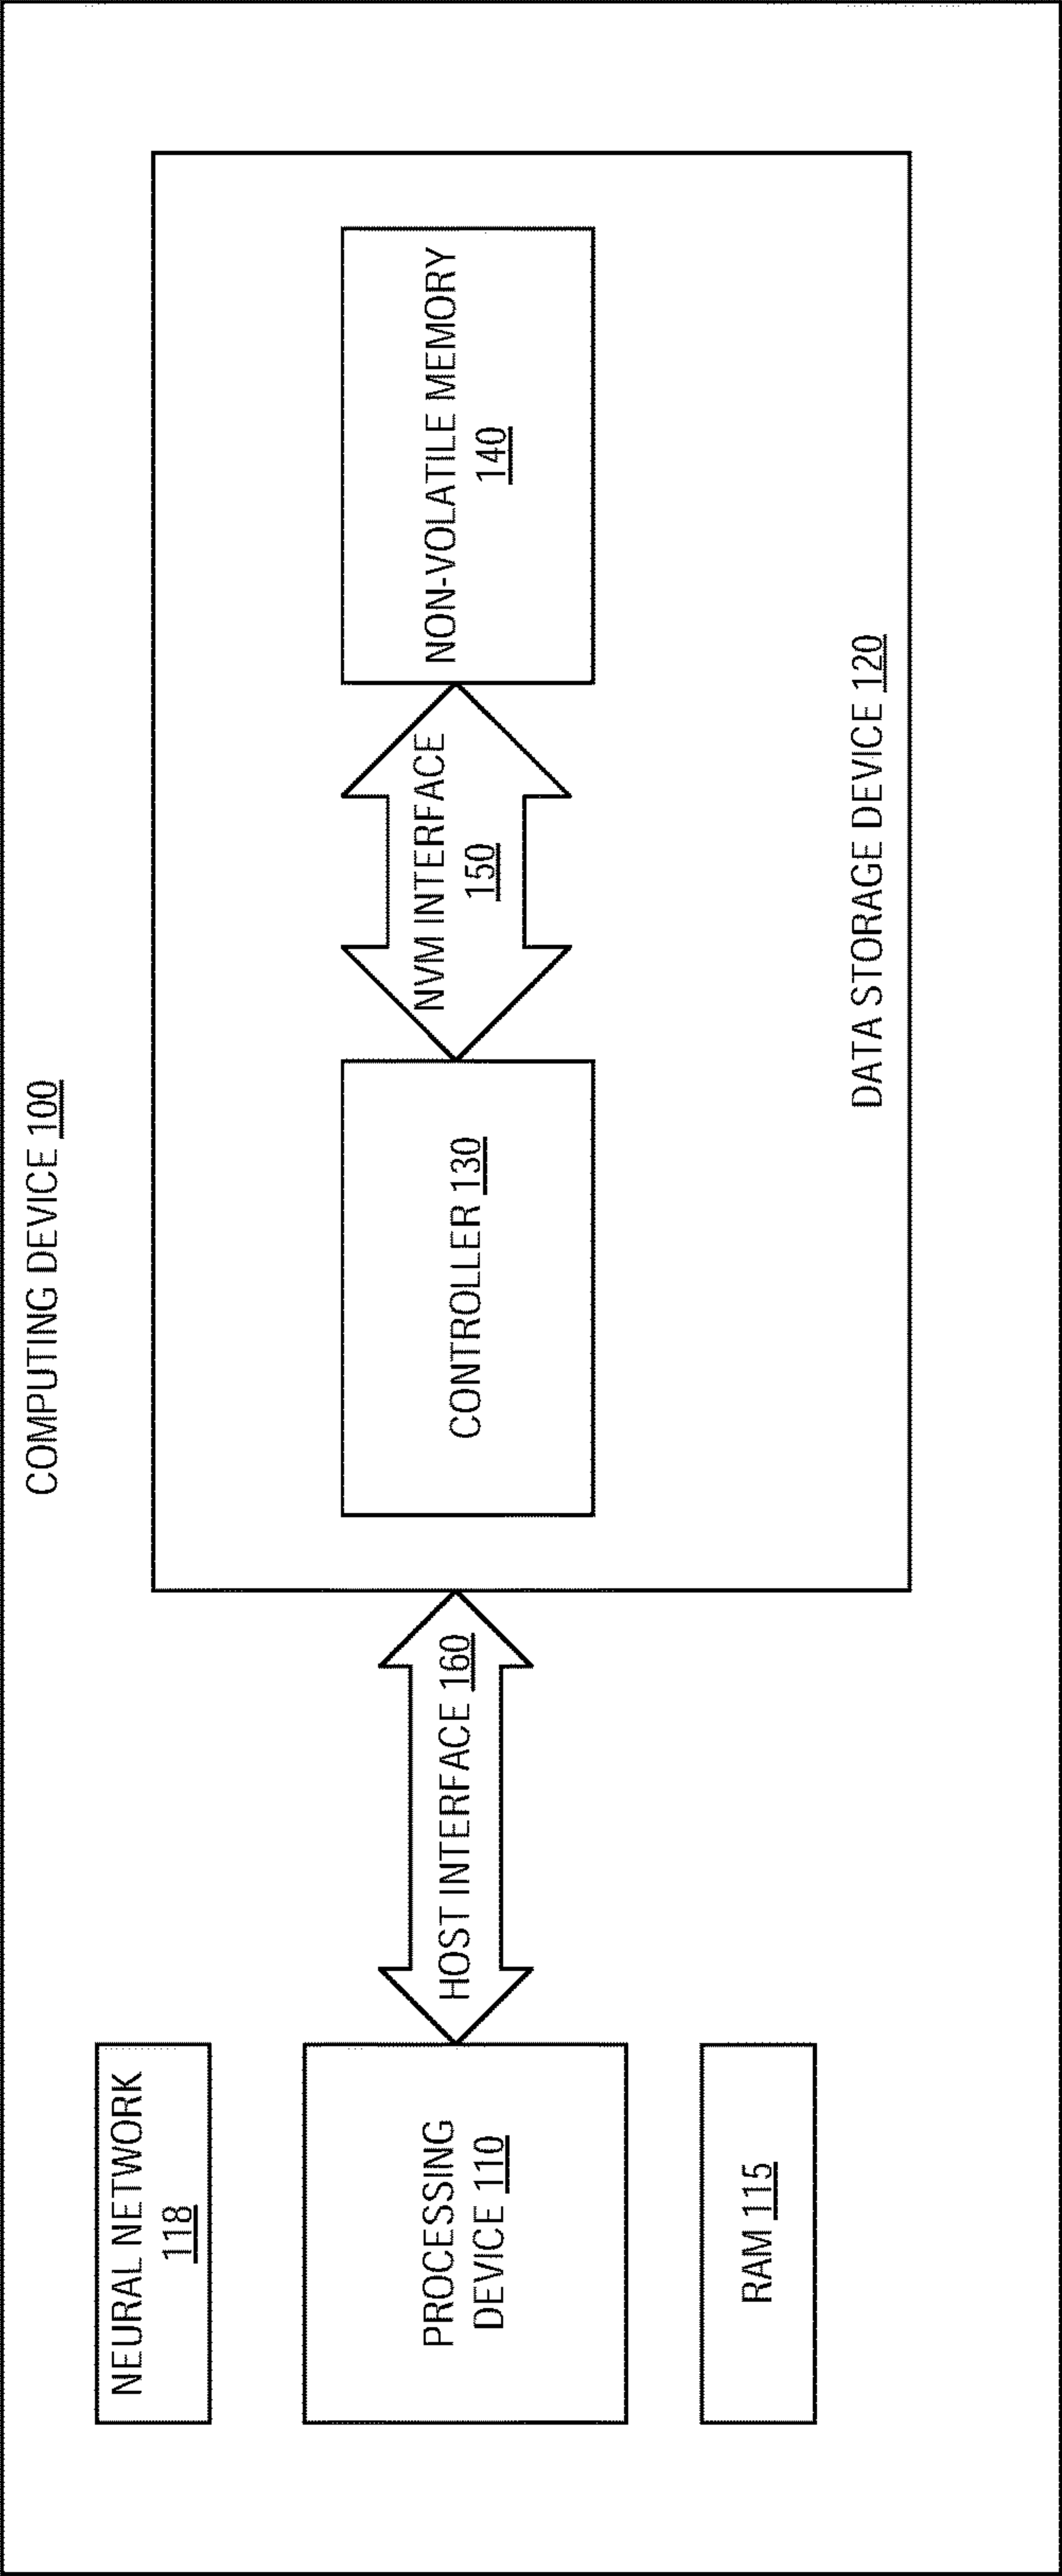 COMPUTING DEVICE 100
NEURAL NETWORK
118
PROCESSING
DEVICE 110
RAM 115
HOST INTERFACE 160
CONTROLLER 130
NVM INTERFACE
150
NON-VOLATILE MEMORY
140
DATA STORAGE DEVICE 120